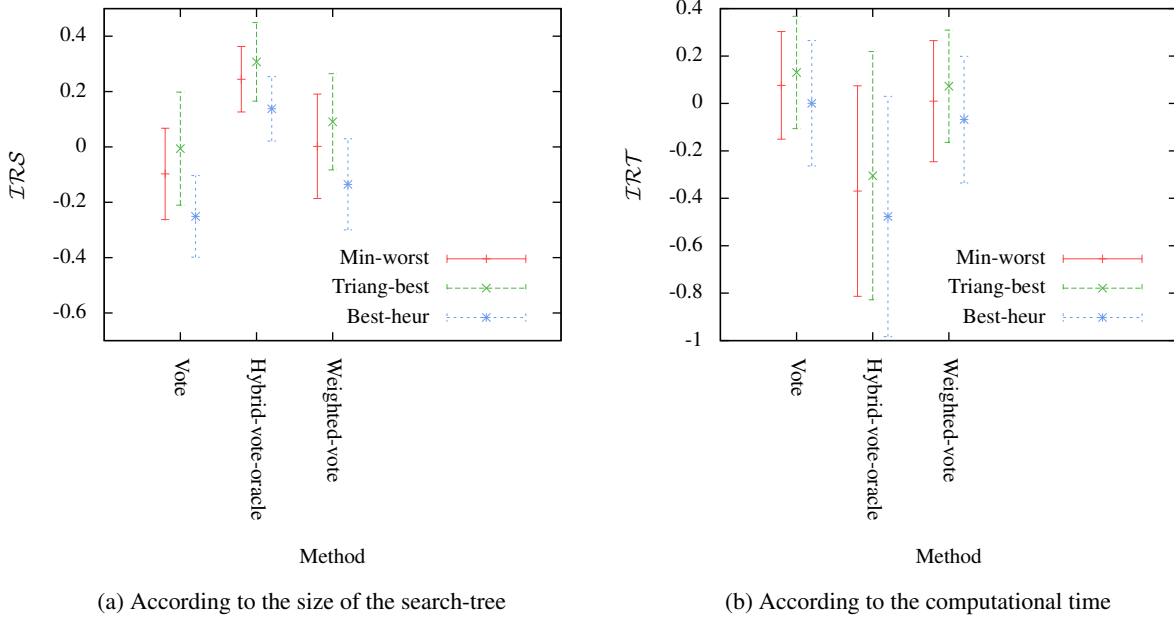 0.4
0.2
0
-0.2
-0.4
-0.6
IRS
Min-worst
Triang-best
Best-heur
Vote
Hybrid-vote-oracle
Weighted-vote
Method
(a) According to the size of the search-tree
0.4
0.2
0
-0.2
-0.4
-0.6
-0.8
-1
IRT
Min-worst
Triang-best
Best-heur
Vote
Hybrid-vote-oracle
Weighted-vote
Method
(b) According to the computational time